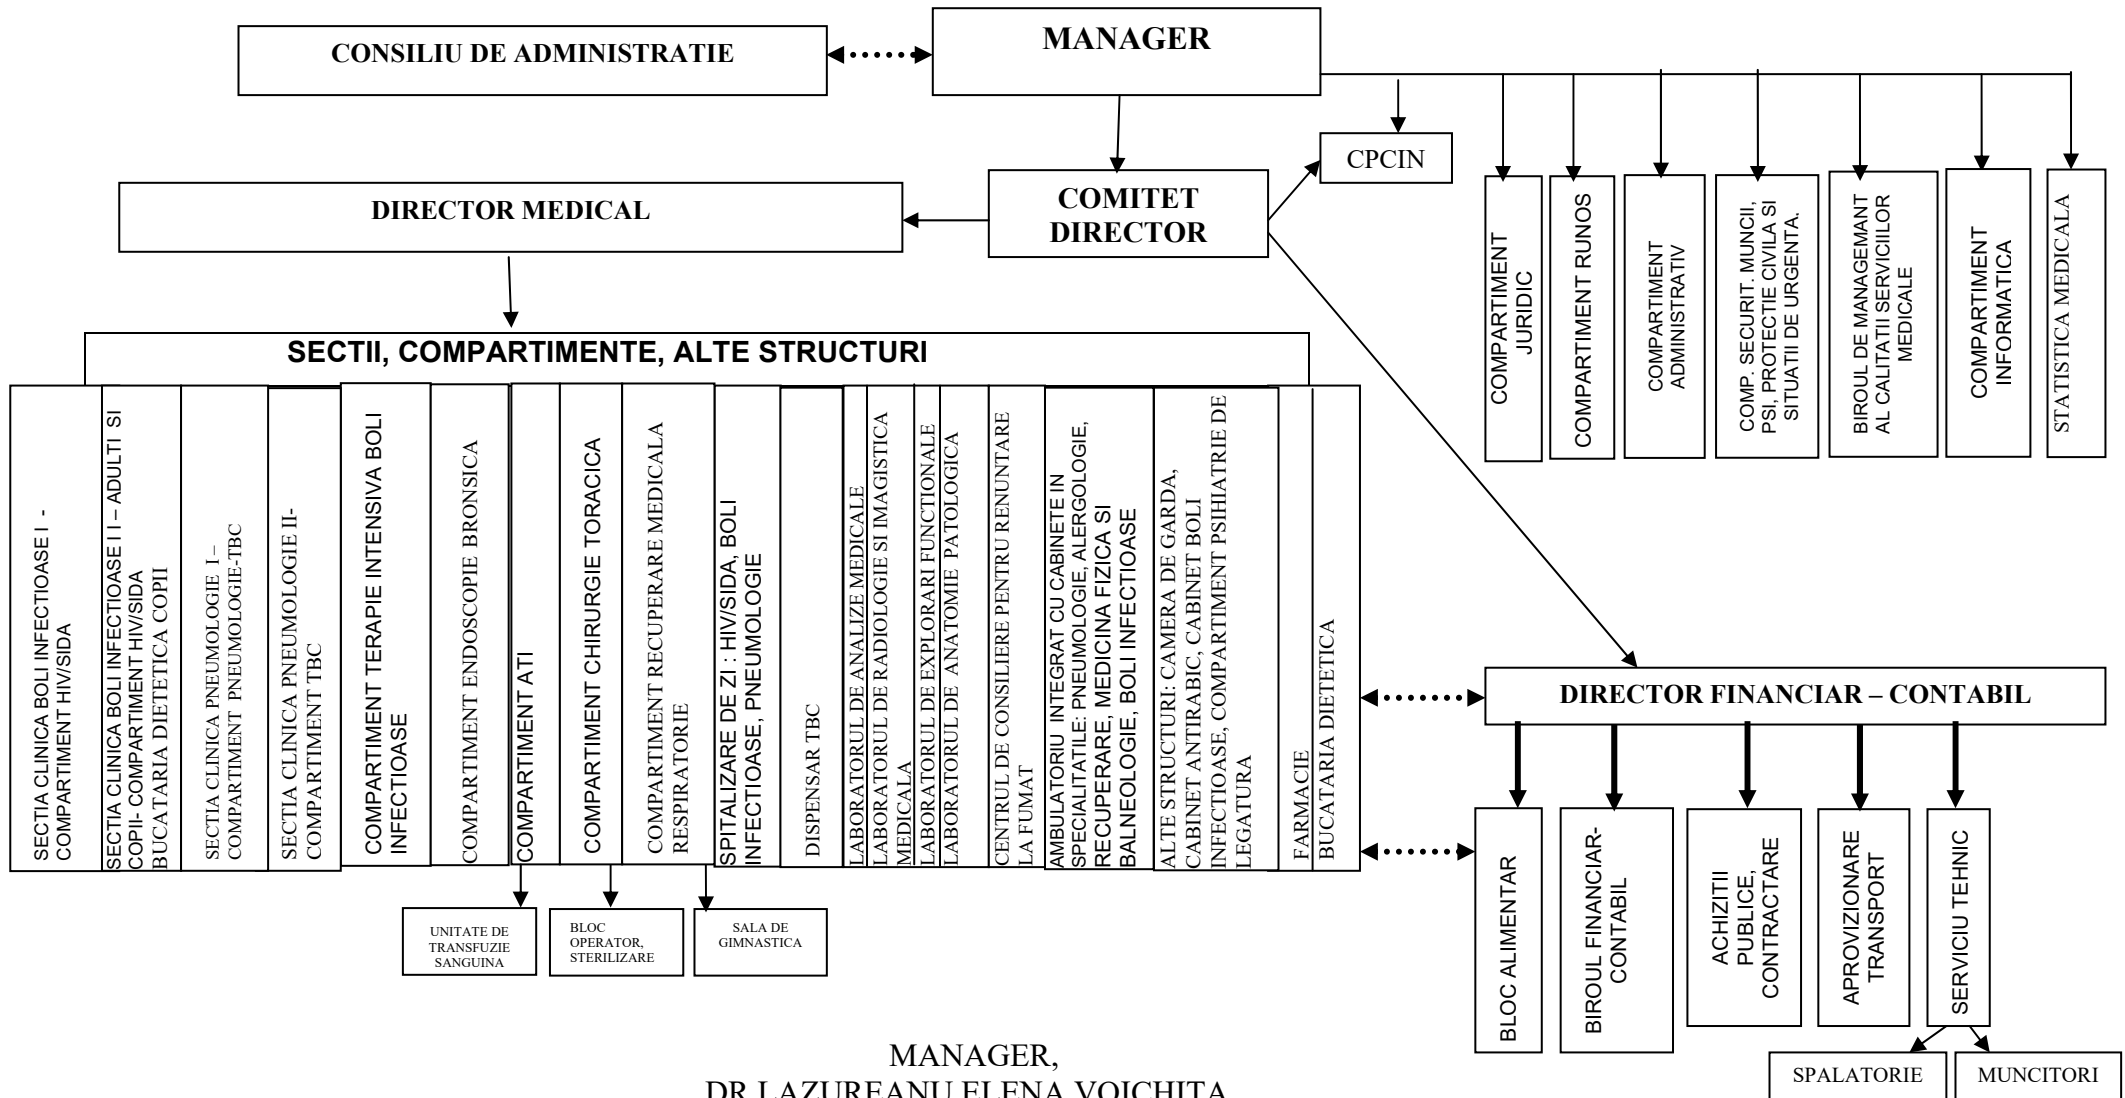 CONSILIU DE ADMINISTRATIE
MANAGER
CPCIN
DIRECTOR MEDICAL
COMITET
DIRECTOR
COMPARTIMENT
JURIDIC
COMPARTIMENT RUNOS
COMPARTIMENT
ADMINISTRATIV
COMP. SECURIT. MUNCII,
PSI, PROTECTIE CIVILA SI
SITUATII DE URGENTA.
BIROUL DE MANAGEMANT
AL CALITATII SERVICIILOR
MEDICALE
COMPARTIMENT
INFORMATICA
STATISTICA MEDICALA
SECTII, COMPARTIMENTE, ALTE STRUCTURI
SECTIA CLINICA BOLI INFECTIOASE I -
COMPARTIMENT HIV/SIDA
SECTIA CLINICA BOLI INFECTIOASE I I – ADULTI SI
COPII- COMPARTIMENT HIV/SIDA
BUCATARIA DIETETICA COPII
SECTIA CLINICA PNEUMOLOGIE I –
COMPARTIMENT PNEUMOLOGIE-TBC
SECTIA CLINICA PNEUMOLOGIE II-
COMPARTIMENT TBC
COMPARTIMENT TERAPIE INTENSIVA BOLI
INFECTIOASE
COMPARTIMENT ENDOSCOPIE BRONSICA
COMPARTIMENT ATI
COMPARTIMENT CHIRURGIE TORACICA
COMPARTIMENT RECUPERARE MEDICALA
RESPIRATORIE
SPITALIZARE DE ZI : HIV/SIDA, BOLI
INFECTIOASE, PNEUMOLOGIE
DISPENSAR TBC
LABORATORUL DE ANALIZE MEDICALE
LABORATORUL DE RADIOLOGIE SI IMAGISTICA
MEDICALA
LABORATORUL DE EXPLORARI FUNCTIONALE
LABORATORUL DE ANATOMIE PATOLOGICA
CENTRUL DE CONSILIERE PENTRU RENUNTARE
LA FUMAT
AMBULATORIU INTEGRAT CU CABINETE IN
SPECIALITATILE: PNEUMOLOGIE, ALERGOLOGIE,
RECUPERARE, MEDICINA FIZICA SI
BALNEOLOGIE, BOLI INFECTIOASE
ALTE STRUCTURI: CAMERA DE GARDA,
CABINET ANTIRABIC, CABINET BOLI
INFECTIOASE, COMPARTIMENT PSIHIATRIE DE
LEGATURA
FARMACIE
BUCATARIA DIETETICA
DIRECTOR FINANCIAR – CONTABIL
BLOC ALIMENTAR
BIROUL FINANCIAR-
CONTABIL
ACHIZITII
PUBLICE,
CONTRACTARE
APROVIZIONARE
TRANSPORT
SERVICIU TEHNIC
UNITATE DE
TRANSFUZIE
SANGUINA
BLOC
OPERATOR,
STERILIZARE
SALA DE
GIMNASTICA
SPALATORIE
MUNCITORI
MANAGER,
DR LAZUREANU ELENA VOICHITA